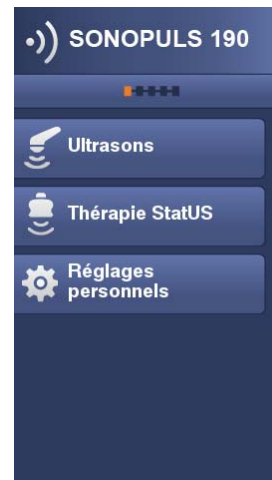 SONOPULS 190
Ultrasons
Thérapie StatUS
Réglages
personnels